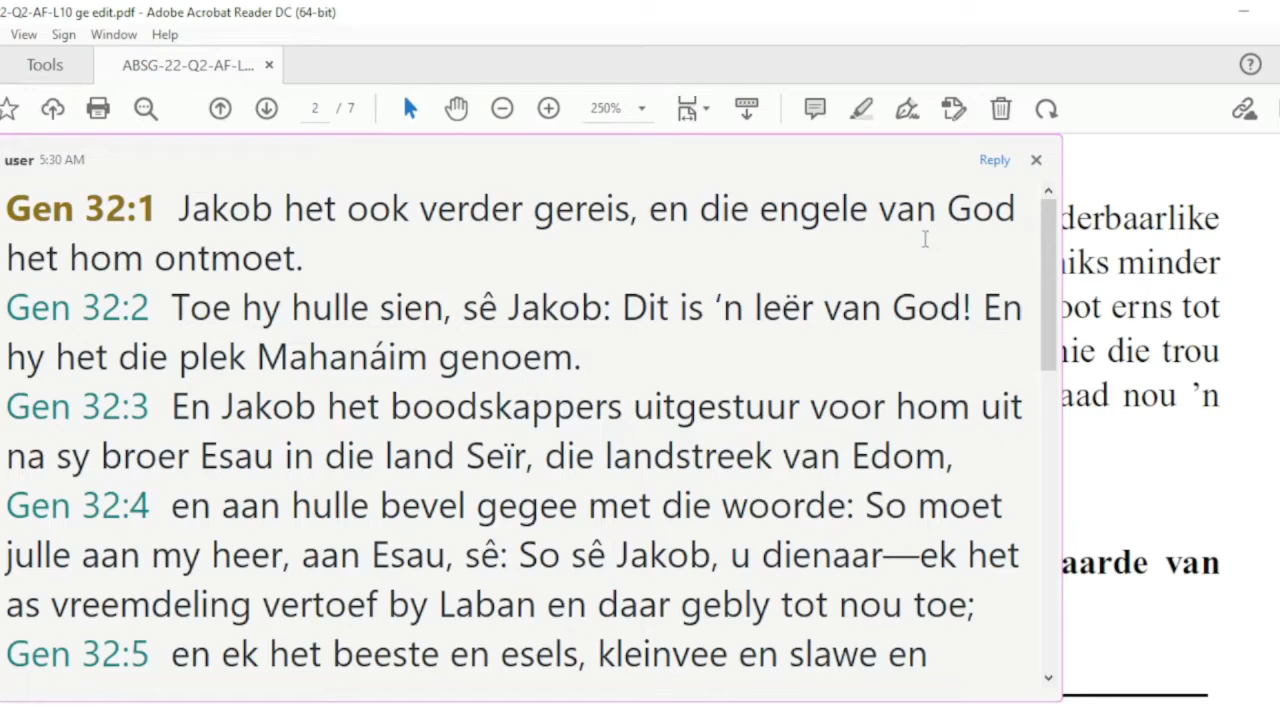 2-Q2-AF-L10 ge edit.pdf - Adobe Acrobat Reader DC (64-bit)
View Sign Window Help
Tools ABSG-22-Q2-AF-L... ×
2 / 7 250%
user 5:30 AM Reply
Gen 32:1 Jakob het ook verder gereis, en die engele van God
het hom ontmoet.
Gen 32:2 Toe hy hulle sien, sê Jakob: Dit is ‘n leër van God! En
hy het die plek Mahanáim genoem.
Gen 32:3 En Jakob het boodskappers uitgestuur voor hom uit
na sy broer Esau in die land Seïr, die landstreek van Edom,
Gen 32:4 en aan hulle bevel gegee met die woorde: So moet
julle aan my heer, aan Esau, sê: So sê Jakob, u dienaar—ek het
as vreemdeling vertoef by Laban en daar gebly tot nou toe;
Gen 32:5 en ek het beeste en esels, kleinvee en slawe en
derbaarlike
iks minder
oot erns tot
nie die trou
aad nou ’n
aarde van